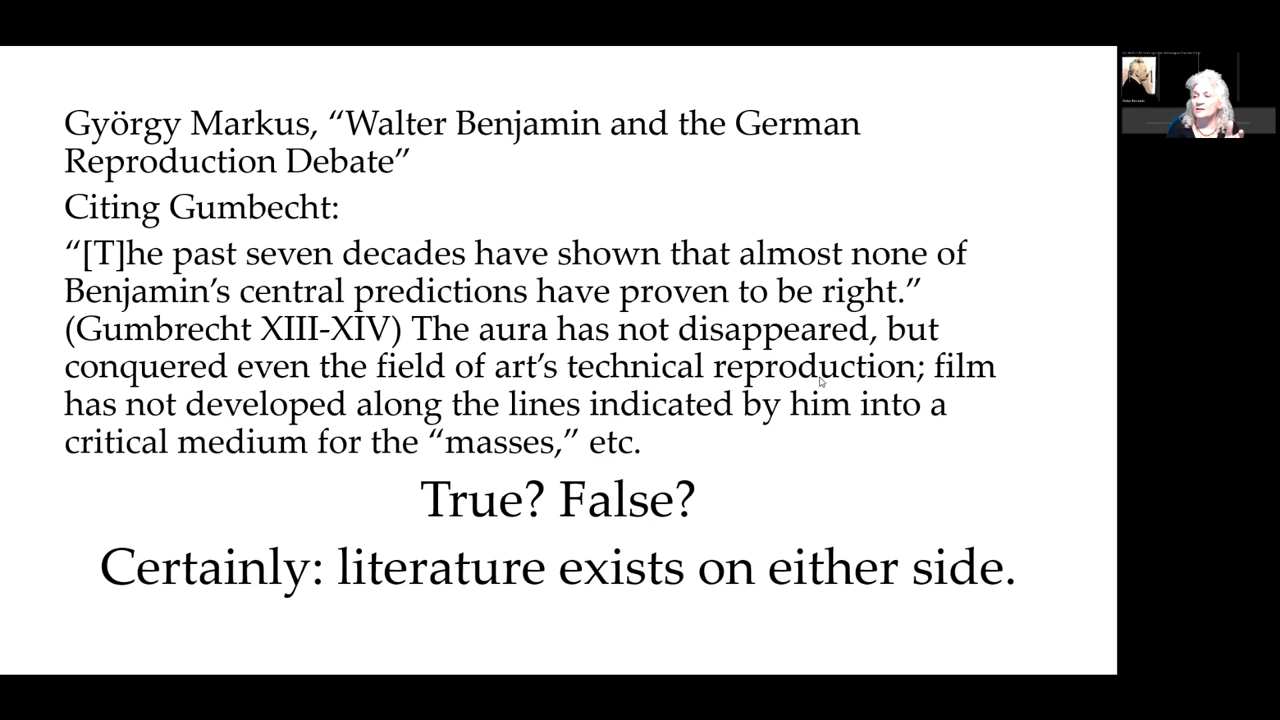 György Markus, “Walter Benjamin and the German
Reproduction Debate”
Citing Gumbecht:
“[T]he past seven decades have shown that almost none of
Benjamin’s central predictions have proven to be right.”
(Gumbrecht XIII-XIV) The aura has not disappeared, but
conquered even the field of art’s technical reproduction; film
has not developed along the lines indicated by him into a
critical medium for the “masses,” etc.
True? False?
Certainly: literature exists on either side.